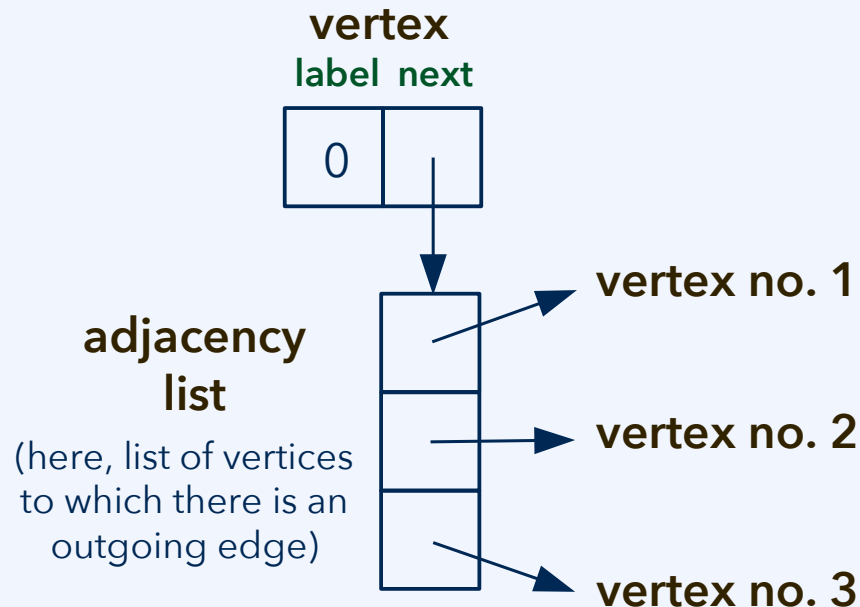 vertex
label next
0
vertex no. 1
adjacency
list
vertex no. 2
(here, list of vertices
to which there is an
outgoing edge)
vertex no. 3